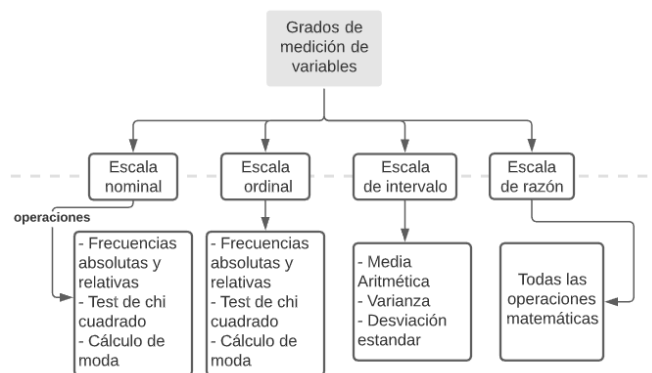 Grados de
medición de
variables
Escala
nominal
Escala
ordinal
Escala
de intervalo
Escala
de razón
operaciones
- Frecuencias
absolutas y
relativas
- Test de chi
cuadrado
- Cálculo de
moda
- Frecuencias
absolutas y
relativas
- Test de chi
cuadrado
- Cálculo de
moda
- Media
Aritmética
- Varianza
- Desviación
estandar
Todas las
operaciones
matemáticas